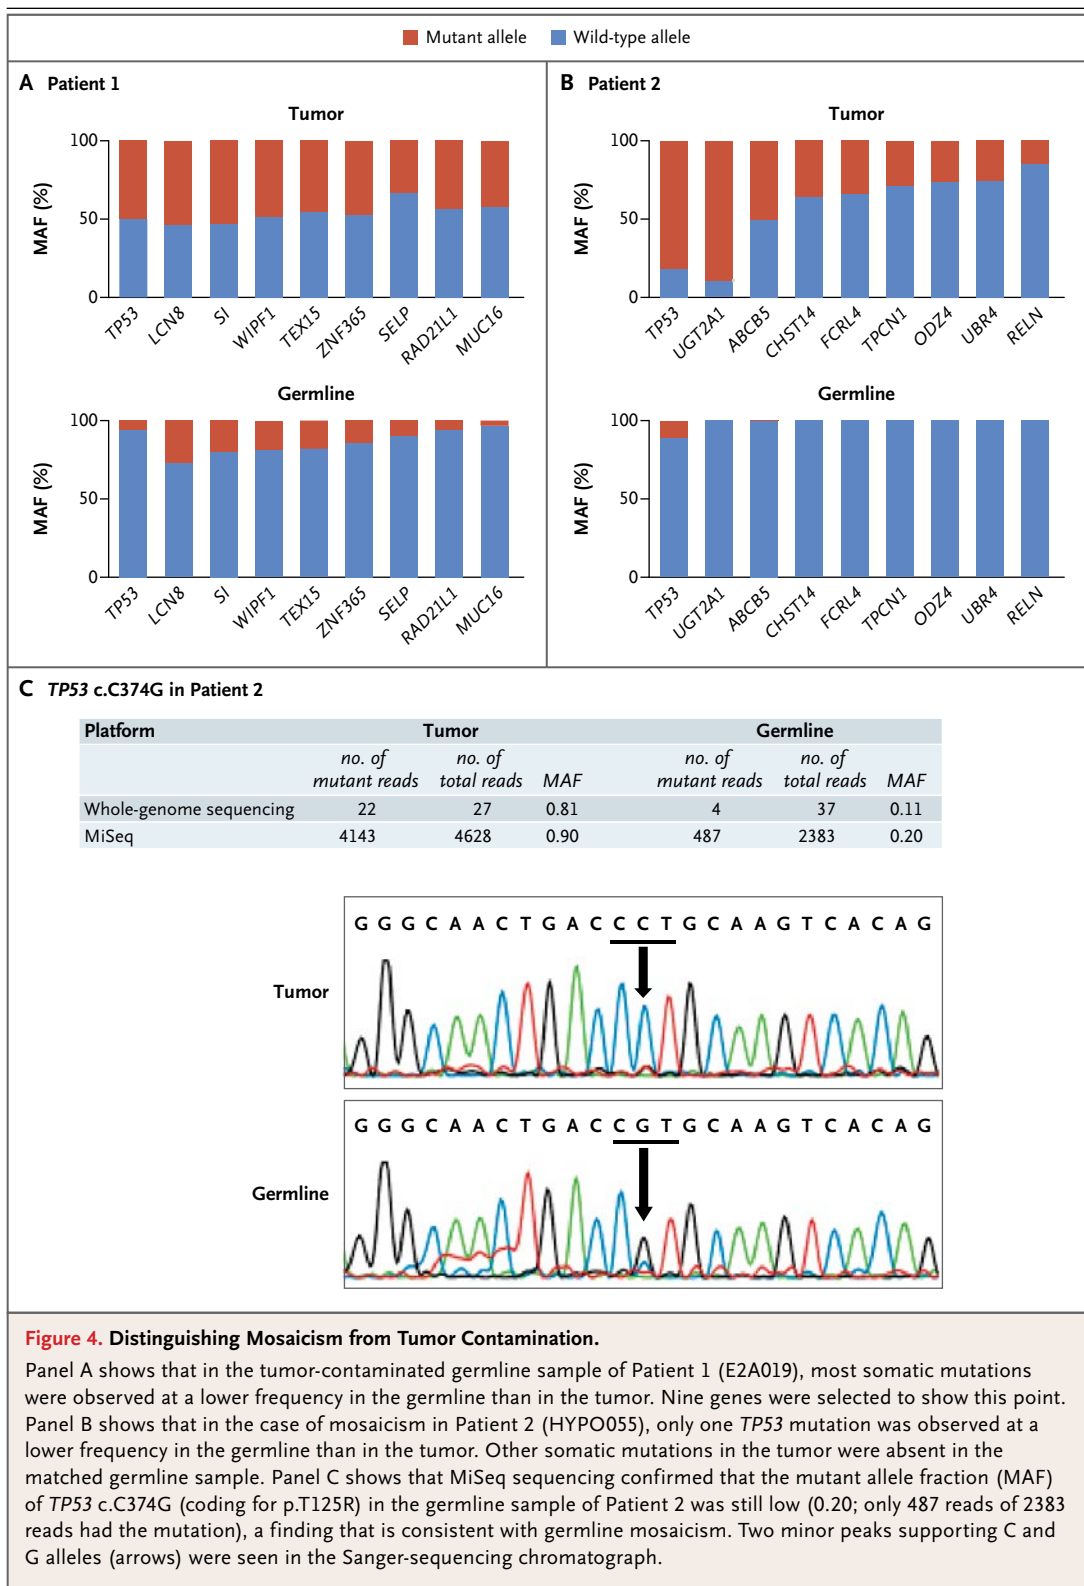 Mutant allele Wild-type allele
A Patient 1
Tumor
100
50
0
MAF (%)
TP53 LCN8 SI WIPF1 TEX15 ZNF365 SELP RAD21L1 MUC16
Germline
100
50
0
MAF (%)
TP53 LCN8 SI WIPF1 TEX15 ZNF365 SELP RAD21L1 MUC16
B Patient 2
Tumor
100
50
0
MAF (%)
TP53 UGT2A1 ABCB5 CHST14 FCRL4 TPCN1 ODZ4 UBR4 RELN
Germline
100
50
0
MAF (%)
TP53 UGT2A1 ABCB5 CHST14 FCRL4 TPCN1 ODZ4 UBR4 RELN
C TP53 c.C374G in Patient 2
Platform Tumor Germline
no. of mutant reads no. of total reads MAF no. of mutant reads no. of total reads MAF
Whole-genome sequencing 22 27 0.81 4 37 0.11
MiSeq 4143 4628 0.90 487 2383 0.20
G G G C A A C T G A C C C T G C A A G T C A C A G
Tumor
G G G C A A C T G A C C G T G C A A G T C A C A G
Germline
Figure 4. Distinguishing Mosaicism from Tumor Contamination.
Panel A shows that in the tumor-contaminated germline sample of Patient 1 (E2A019), most somatic mutations
were observed at a lower frequency in the germline than in the tumor. Nine genes were selected to show this point.
Panel B shows that in the case of mosaicism in Patient 2 (HYPO055), only one TP53 mutation was observed at a
lower frequency in the germline than in the tumor. Other somatic mutations in the tumor were absent in the
matched germline sample. Panel C shows that MiSeq sequencing confirmed that the mutant allele fraction (MAF)
of TP53 c.C374G (coding for p.T125R) in the germline sample of Patient 2 was still low (0.20; only 487 reads of 2383
reads had the mutation), a finding that is consistent with germline mosaicism. Two minor peaks supporting C and
G alleles (arrows) were seen in the Sanger-sequencing chromatograph.